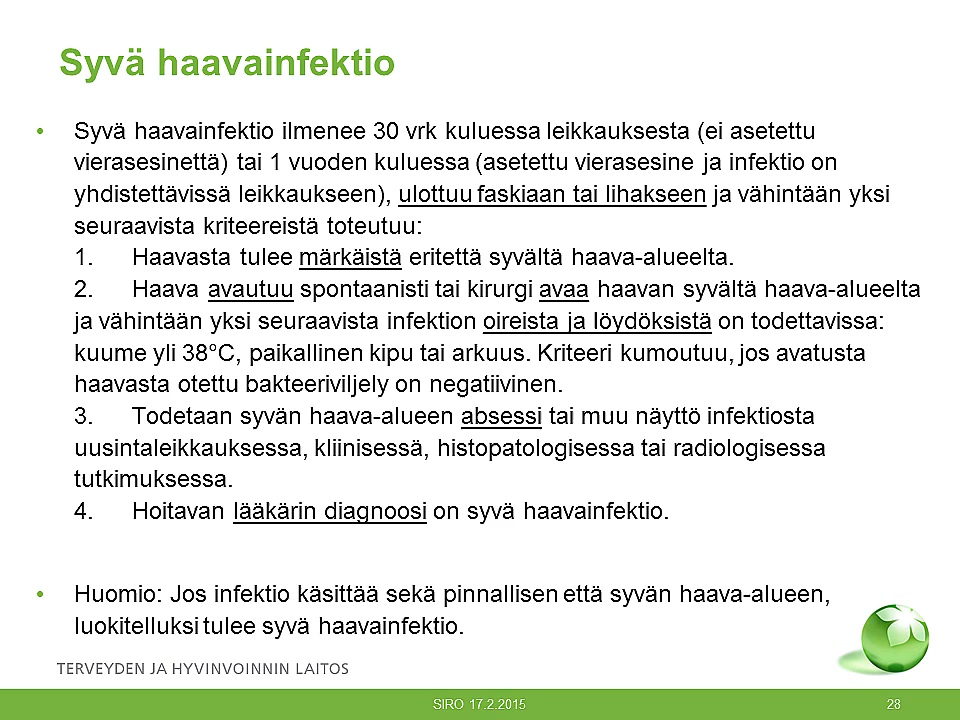 Syvä haavainfektio
• Syvä haavainfektio ilmenee 30 vrk kuluessa leikkauksesta (ei asetettu
vierasesinettä) tai 1 vuoden kuluessa (asetettu vierasesine ja infektio on
yhdistettävissä leikkaukseen), ulottuu faskiaan tai lihakseen ja vähintään yksi
seuraavista kriteereistä toteutuu:
1. Haavasta tulee märkäistä eritettä syvältä haava-alueelta.
2. Haava avautuu spontaanisti tai kirurgi avaa haavan syvältä haava-alueelta
ja vähintään yksi seuraavista infektion oireista ja löydöksistä on todettavissa:
kuume yli 38°C, paikallinen kipu tai arkuus. Kriteeri kumoutuu, jos avatusta
haavasta otettu bakteeriviljely on negatiivinen.
3. Todetaan syvän haava-alueen absessi tai muu näyttö infektiosta
uusintaleikkauksessa, kliinisessä, histopatologisessa tai radiologisessa
tutkimuksessa.
4. Hoitavan lääkärin diagnoosi on syvä haavainfektio.
• Huomio: Jos infektio käsittää sekä pinnallisen että syvän haava-alueen,
luokitelluksi tulee syvä haavainfektio.
TERVEYDEN JA HYVINVOINNIN LAITOS
SIRO 17.2.2015 28